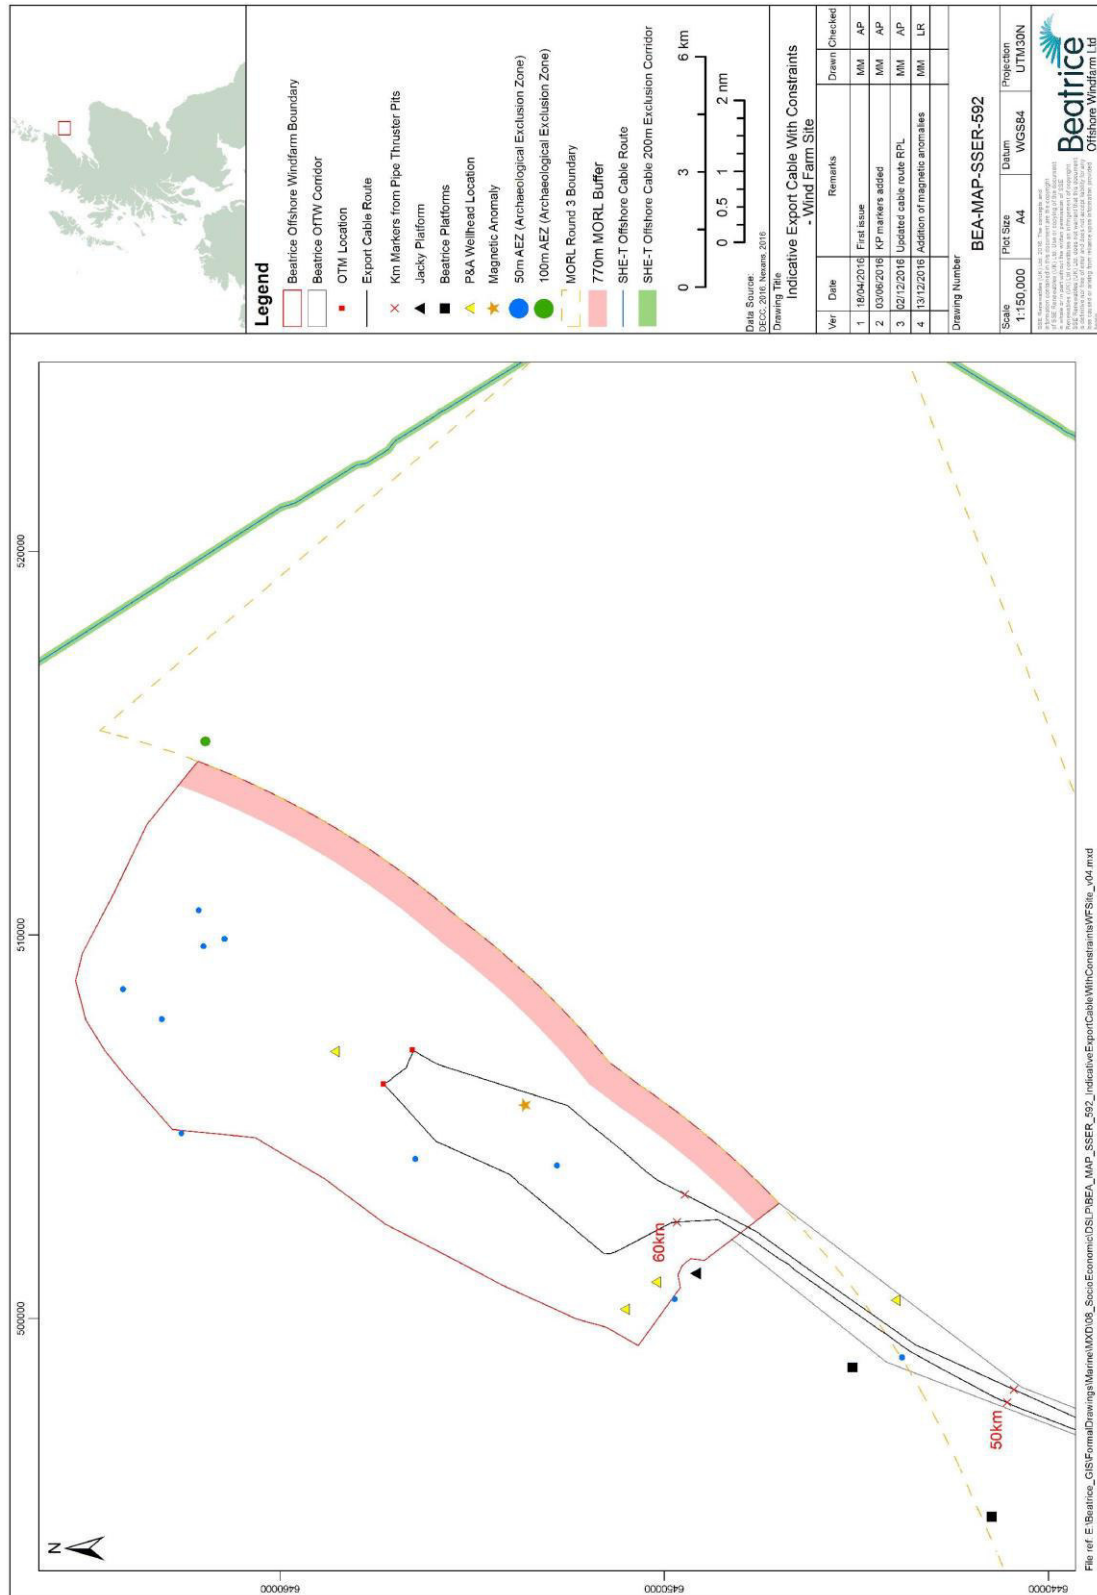 N
500000
510000
520000
6460000
6450000
6440000
60km
50km
Legend
Beatrice Offshore Windfarm Boundary
Beatrice OfTW Corridor
OTM Location
Export Cable Route
Km Markers from Pipe Thruster Pits
Jacky Platform
Beatrice Platforms
P&A Wellhead Location
Magnetic Anomaly
50m AEZ (Archaeological Exclusion Zone)
100m AEZ (Archaeological Exclusion Zone)
MORL Round 3 Boundary
770m MORL Buffer
SHE-T Offshore Cable Route
SHE-T Offshore Cable 200m Exclusion Corridor
0 3 6 km
0 0.5 1 2 nm
Data Source:
DECC, 2016, Nexans, 2016
Drawing Title
Indicative Export Cable With Constraints
- Wind Farm Site
Ver Date Remarks Drawn Checked
1 18/04/2016 First issue MM AP
2 03/06/2016 KP markers added MM AP
3 02/12/2016 Updated cable route RPL MM AP
4 13/12/2016 Addition of magnetic anomalies MM LR
Drawing Number
BEA-MAP-SSER-592
Scale Plot Size Datum Projection
1:150,000 A4 WGS84 UTM30N
Beatrice
Offshore Windfarm Ltd
File ref: E:\Beatrice_GIS\FormalDrawings\Marine\MXD\08_SocioEconomic\DSLP\BEA_MAP_SSER_592_IndicativeExportCableWithConstraintsWFSite_v04.mxd